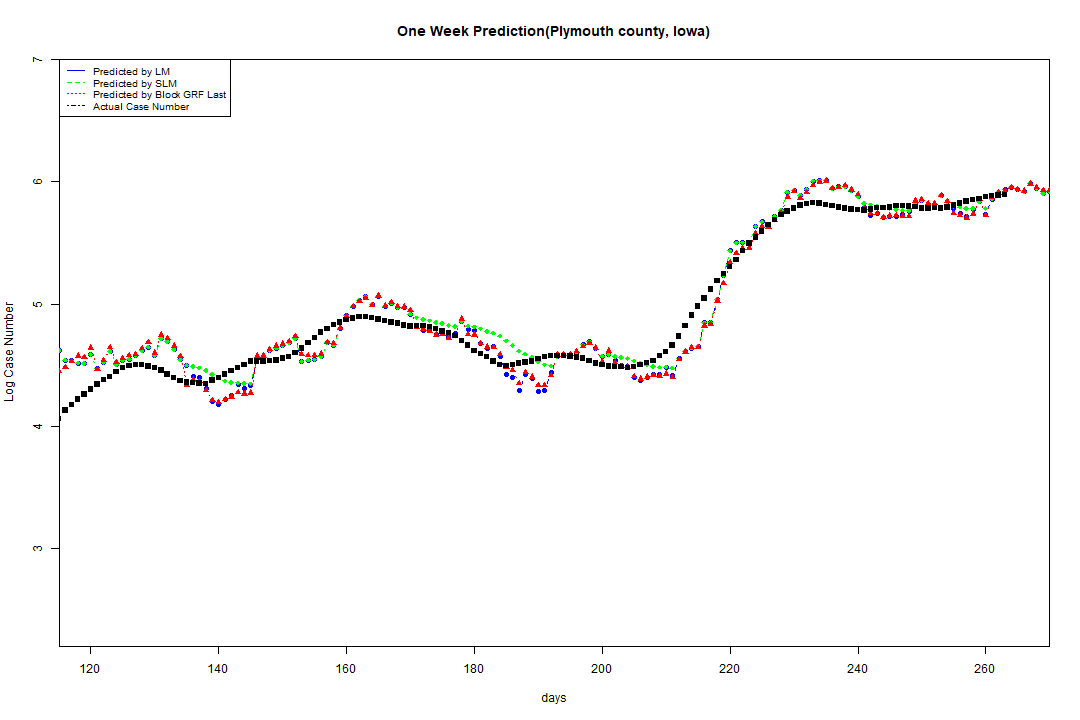 One Week Prediction(Plymouth county, Iowa)
Predicted by LM
Predicted by SLM
Predicted by Block GRF Last
Actual Case Number
7
6
5
4
3
Log Case Number
120 140 160 180 200 220 240 260
days